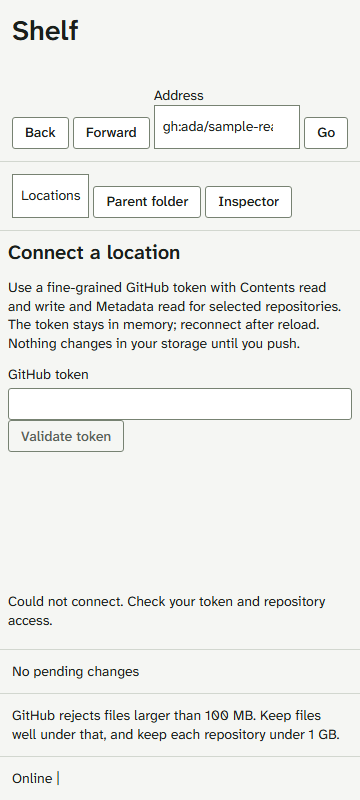 Shelf
Address
Back
Forward
gh:ada/sample-rea
Go
Locations
Parent folder
Inspector
Connect a location
Use a fine-grained GitHub token with Contents read
and write and Metadata read for selected repositories.
The token stays in memory; reconnect after reload.
Nothing changes in your storage until you push.
GitHub token
Validate token
Could not connect. Check your token and repository
access.
No pending changes
GitHub rejects files larger than 100 MB. Keep files
well under that, and keep each repository under 1 GB.
Online